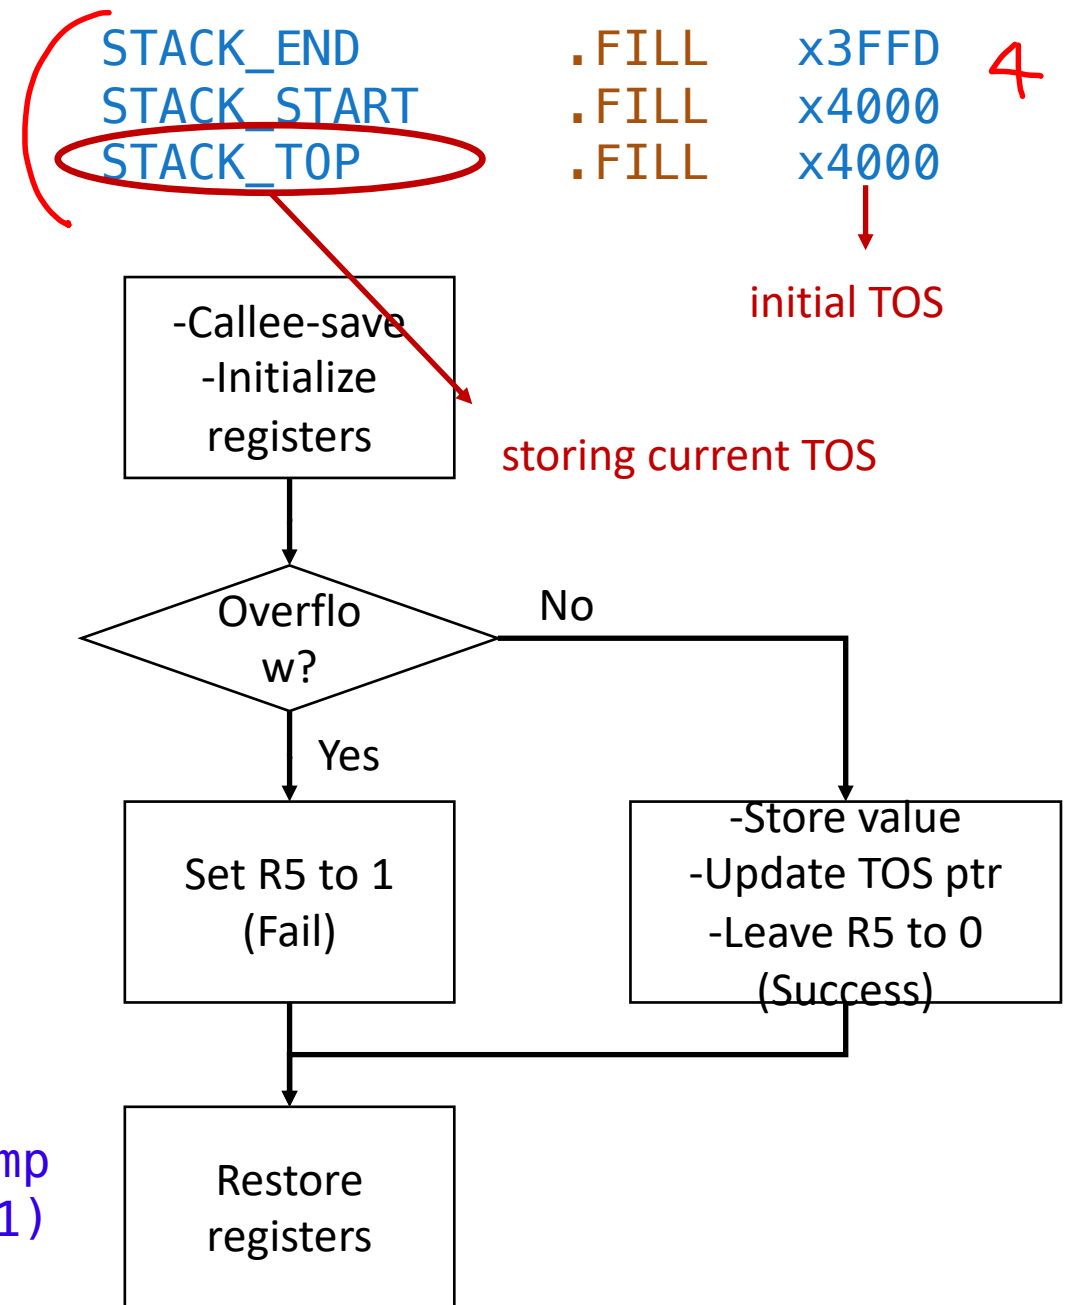 STACK_END .FILL x3FFD 4
STACK_START .FILL x4000
STACK_TOP .FILL x4000
initial TOS
-Callee-save
-Initialize
registers
storing current TOS
Overflo
w?
No
Yes
Set R5 to 1
(Fail)
-Store value
-Update TOS ptr
-Leave R5 to 0
(Success)
mp
1)
Restore
registers